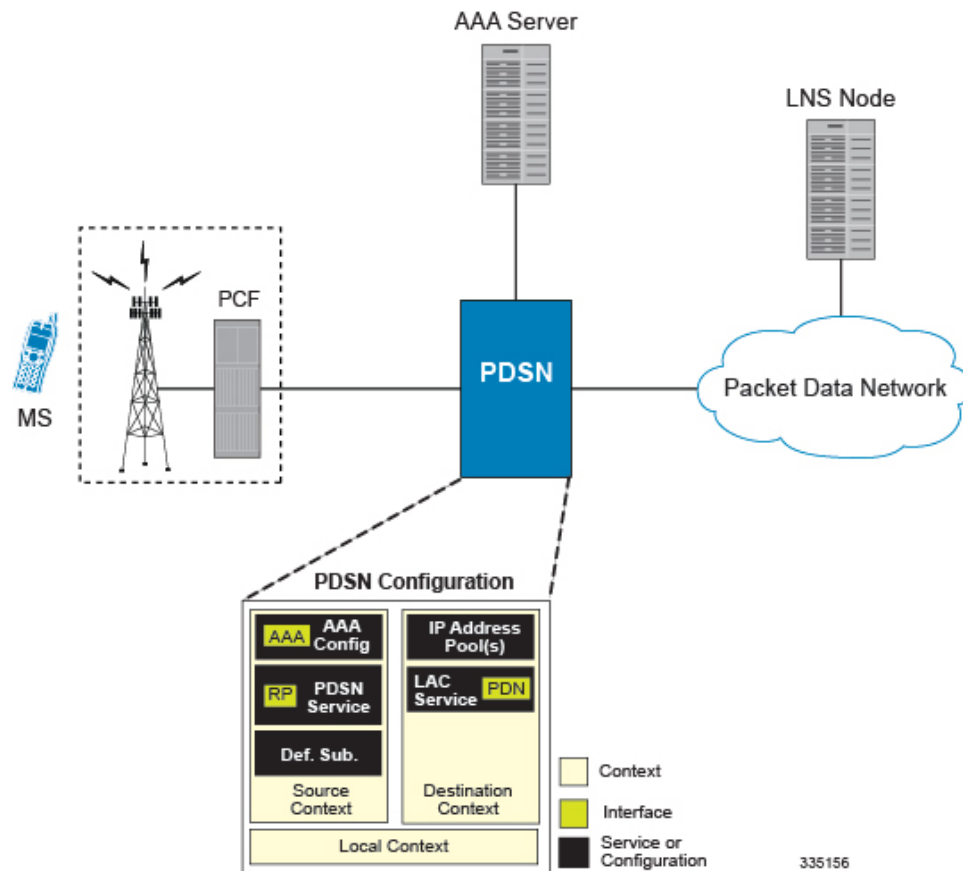 AAA Server
LNS Node
PCF
MS
PDSN
Packet Data Network
PDSN Configuration
AAA
AAA
Config
RP
PDSN
Service
Def. Sub.
Source
Context
IP Address
Pool(s)
LAC
Service
PDN
Destination
Context
Local Context
Context
Interface
Service or
Configuration
335156